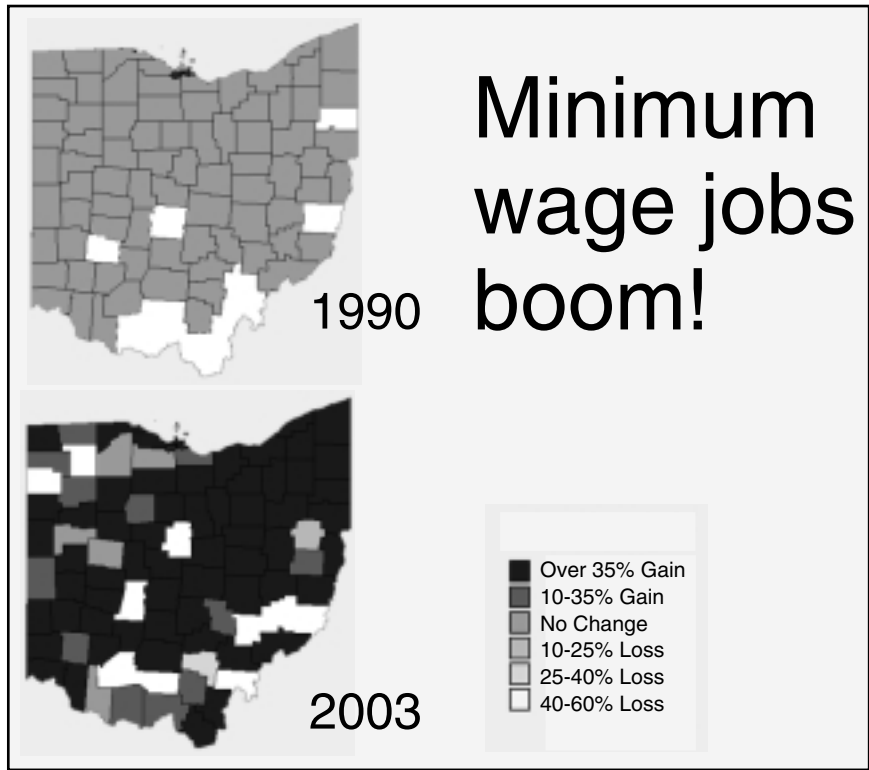 Minimum
wage jobs
boom!
1990
2003
Over 35% Gain
10-35% Gain
No Change
10-25% Loss
25-40% Loss
40-60% Loss